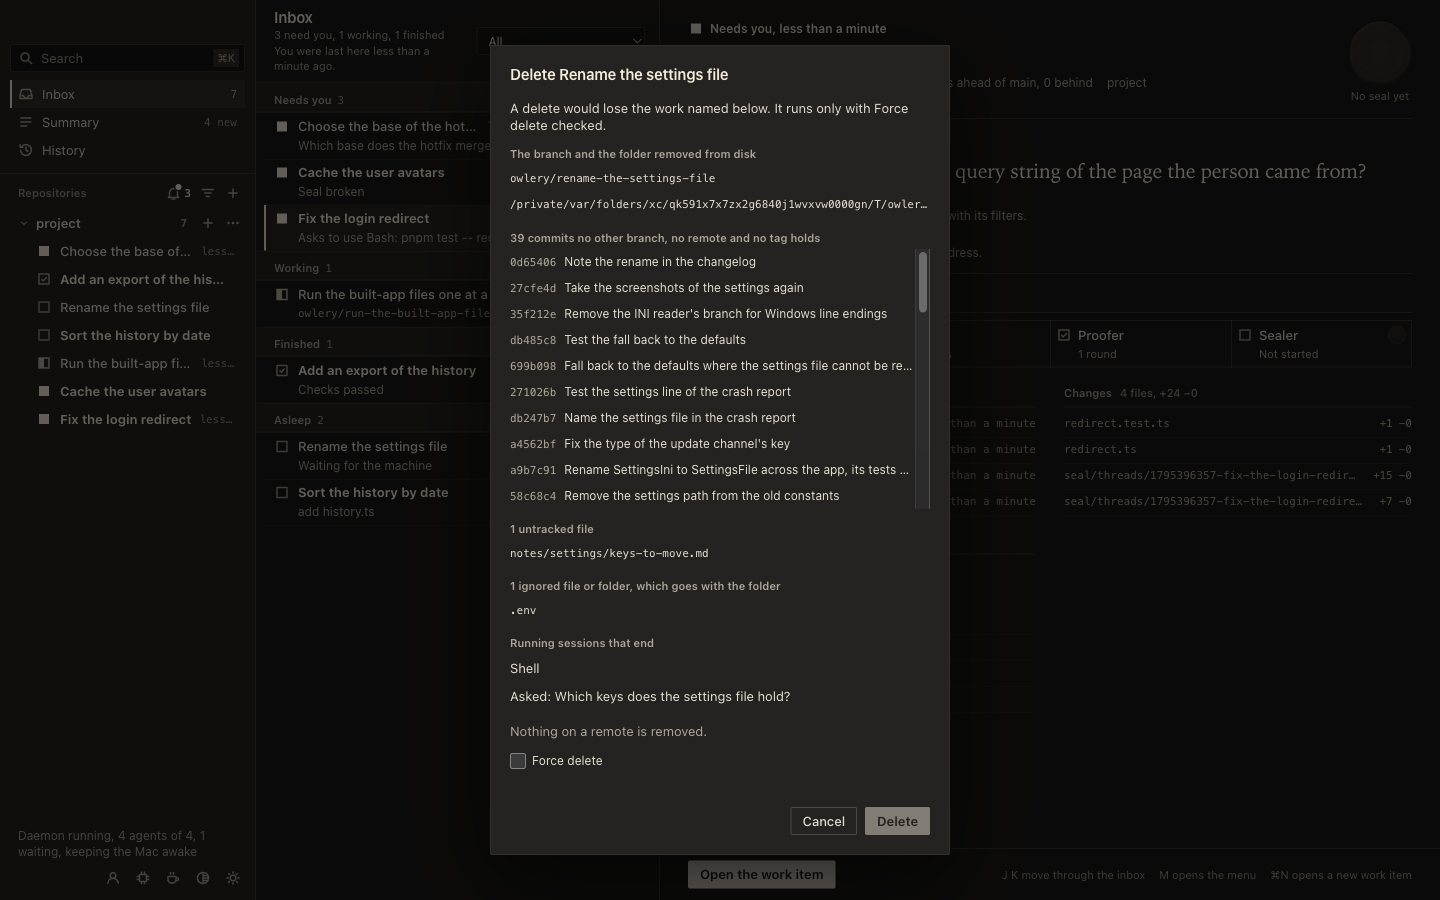 Search
⌘K
Inbox
7
Summary
4 new
History
Repositories
3
project
7
Choose the base of...
less...
Add an export of the his...
Rename the settings file
Sort the history by date
Run the built-app fi...
less...
Cache the user avatars
Fix the login redirect
less...
Daemon running, 4 agents of 4, 1
waiting, keeping the Mac awake
Inbox
3 need you, 1 working, 1 finished
You were last here less than a
minute ago.
All
Needs you 3
Choose the base of the hot...
Which base does the hotfix merge
Cache the user avatars
Seal broken
Fix the login redirect
Asks to use Bash: pnpm test -- re
Working 1
Run the built-app files one at a
owlery/run-the-built-app-file
Finished 1
Add an export of the history
Checks passed
Asleep 2
Rename the settings file
Waiting for the machine
Sort the history by date
add history.ts
Delete Rename the settings file
A delete would lose the work named below. It runs only with Force
delete checked.
The branch and the folder removed from disk
owlery/rename-the-settings-file
/private/var/folders/xc/qk591x7x7zx2g6840j1wvxvw0000gn/T/owler…
39 commits no other branch, no remote and no tag holds
0d65406 Note the rename in the changelog
27cfe4d Take the screenshots of the settings again
35f212e Remove the INI reader's branch for Windows line endings
db485c8 Test the fall back to the defaults
699b098 Fall back to the defaults where the settings file cannot be re...
271026b Test the settings line of the crash report
db247b7 Name the settings file in the crash report
a4562bf Fix the type of the update channel's key
a9b7c91 Rename SettingsIni to SettingsFile across the app, its tests ...
58c68c4 Remove the settings path from the old constants
1 untracked file
notes/settings/keys-to-move.md
1 ignored file or folder, which goes with the folder
.env
Running sessions that end
Shell
Asked: Which keys does the settings file hold?
Nothing on a remote is removed.
Force delete
Cancel
Delete
Needs you, less than a minute
s ahead of main, 0 behind
project
No seal yet
query string of the page the person came from?
with its filters.
dress.
Proofer
1 round
Sealer
Not started
Changes 4 files, +24 −0
than a minute
than a minute
than a minute
than a minute
redirect.test.ts +1 −0
redirect.ts +1 −0
seal/threads/1795396357-fix-the-login-redir… +15 −0
seal/threads/1795396357-fix-the-login-redire… +7 −0
Open the work item
J K move through the inbox
M opens the menu
⌘N opens a new work item